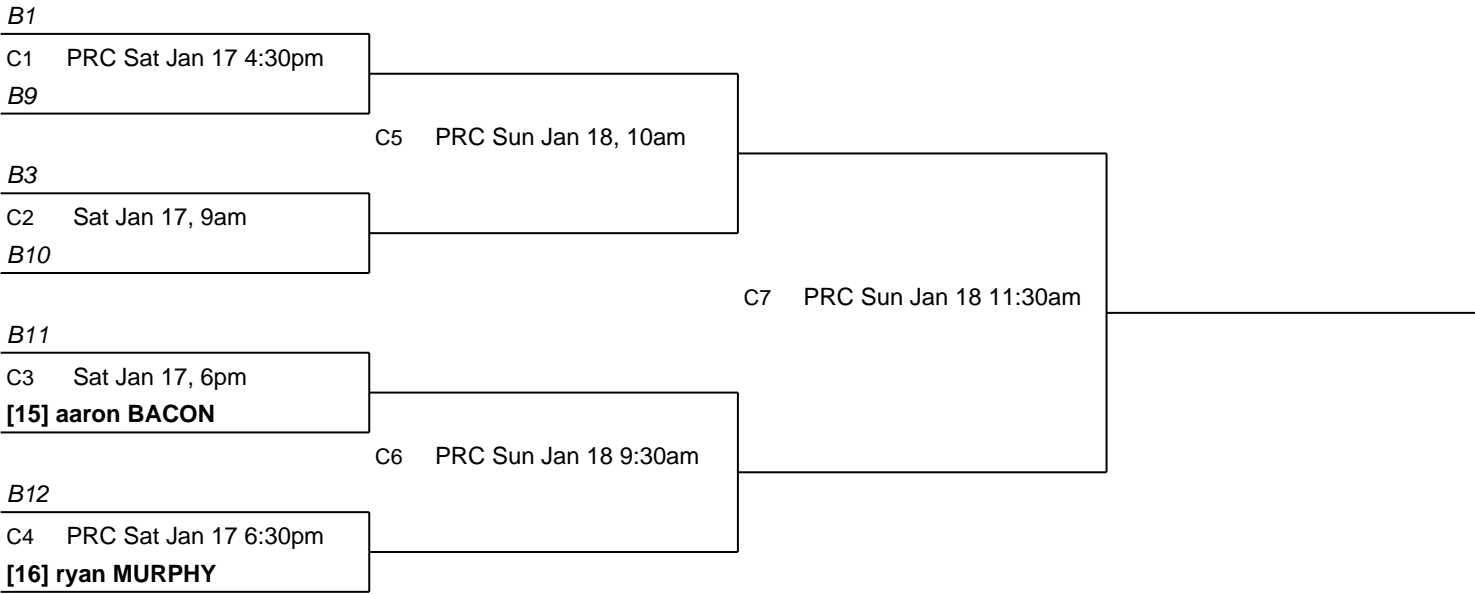 B1
C1 PRC Sat Jan 17 4:30pm
B9
C5 PRC Sun Jan 18, 10am
B3
C2 Sat Jan 17, 9am
B10
C7 PRC Sun Jan 18 11:30am
B11
C3 Sat Jan 17, 6pm
[15] aaron BACON
C6 PRC Sun Jan 18 9:30am
B12
C4 PRC Sat Jan 17 6:30pm
[16] ryan MURPHY